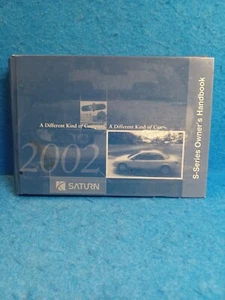 A Different Kind of Company. A Different Kind of Car.
2002
SATURN
S-Series Owner's Handbook